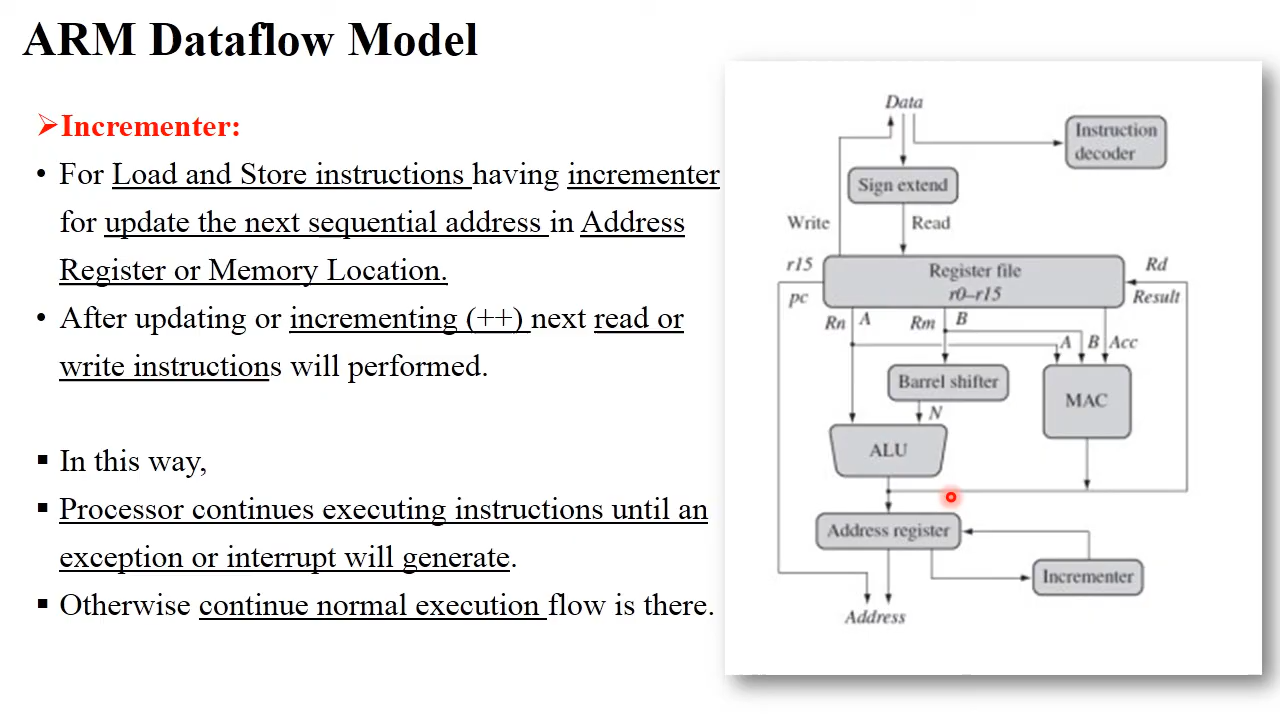 ARM Dataflow Model
➢Incrementer:
• For Load and Store instructions having incrementer
for update the next sequential address in Address
Register or Memory Location.
• After updating or incrementing (++) next read or
write instructions will performed.
▪ In this way,
▪ Processor continues executing instructions until an
exception or interrupt will generate.
▪ Otherwise continue normal execution flow is there.
Data
Instruction
decoder
Sign extend
Write
Read
r15
Register file
Rd
pc
r0–r15
Result
Rn
A
Rm
B
A
B
Acc
Barrel shifter
MAC
N
ALU
Address register
Incrementer
Address